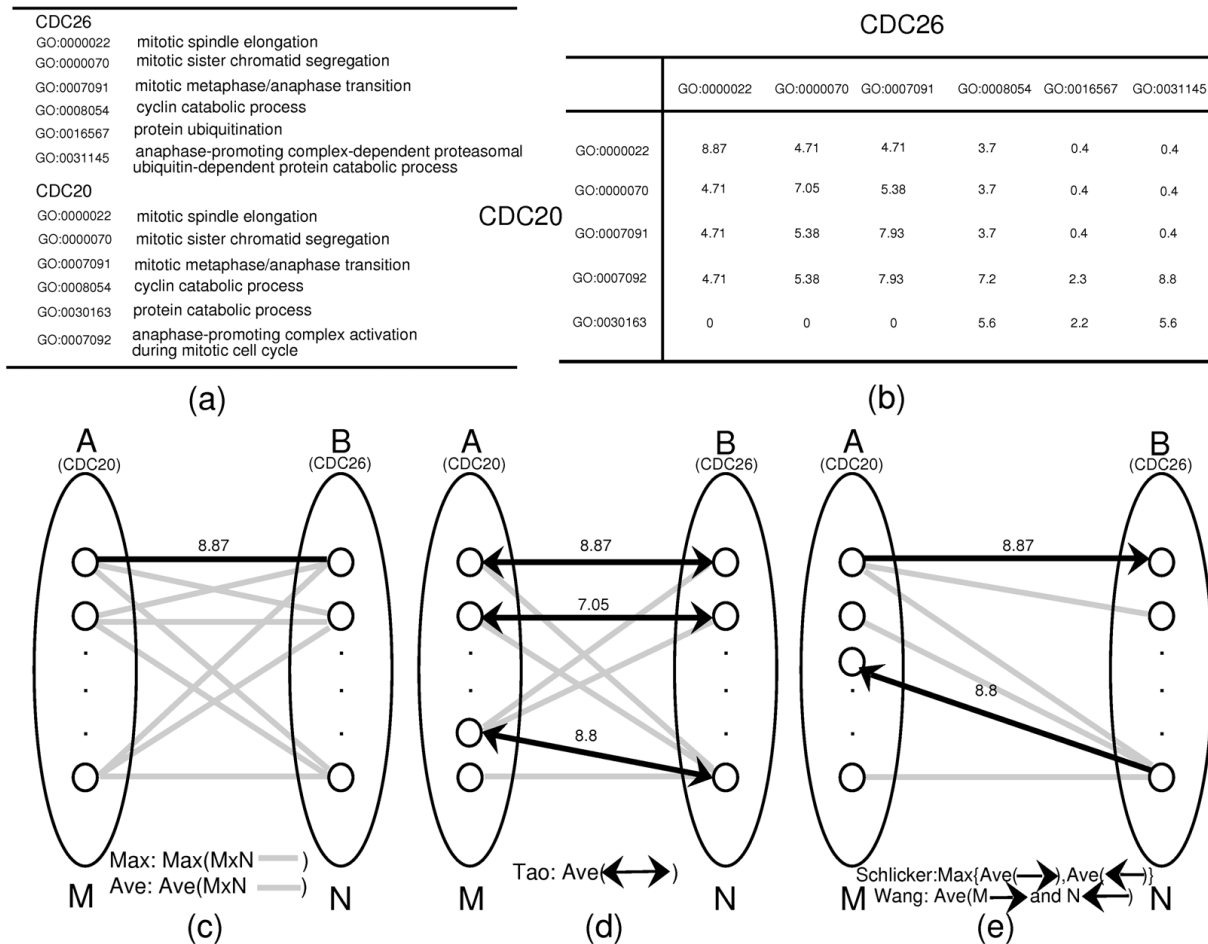 CDC26
GO:0000022 mitotic spindle elongation
GO:0000070 mitotic sister chromatid segregation
GO:0007091 mitotic metaphase/anaphase transition
GO:0008054 cyclin catabolic process
GO:0016567 protein ubiquitination
GO:0031145 anaphase-promoting complex-dependent proteasomal
ubiquitin-dependent protein catabolic process
CDC20
GO:0000022 mitotic spindle elongation
GO:0000070 mitotic sister chromatid segregation
GO:0007091 mitotic metaphase/anaphase transition
GO:0008054 cyclin catabolic process
GO:0030163 protein catabolic process
GO:0007092 anaphase-promoting complex activation
during mitotic cell cycle
(a)
CDC26
GO:0000022 GO:0000070 GO:0007091 GO:0008054 GO:0016567 GO:0031145
CDC20
GO:0000022 8.87 4.71 4.71 3.7 0.4 0.4
GO:0000070 4.71 7.05 5.38 3.7 0.4 0.4
GO:0007091 4.71 5.38 7.93 3.7 0.4 0.4
GO:0007092 4.71 5.38 7.93 7.2 2.3 8.8
GO:0030163 0 0 0 5.6 2.2 5.6
(b)
A
(CDC20)
B
(CDC26)
8.87
Max: Max(MxN )
Ave: Ave(MxN )
M
N
(c)
A
(CDC20)
B
(CDC26)
8.87
7.05
8.8
Tao: Ave( )
M
N
(d)
A
(CDC20)
B
(CDC26)
8.87
8.8
Schlicker:Max{Ave( ),Ave( )}
Wang: Ave(M and N )
M
N
(e)